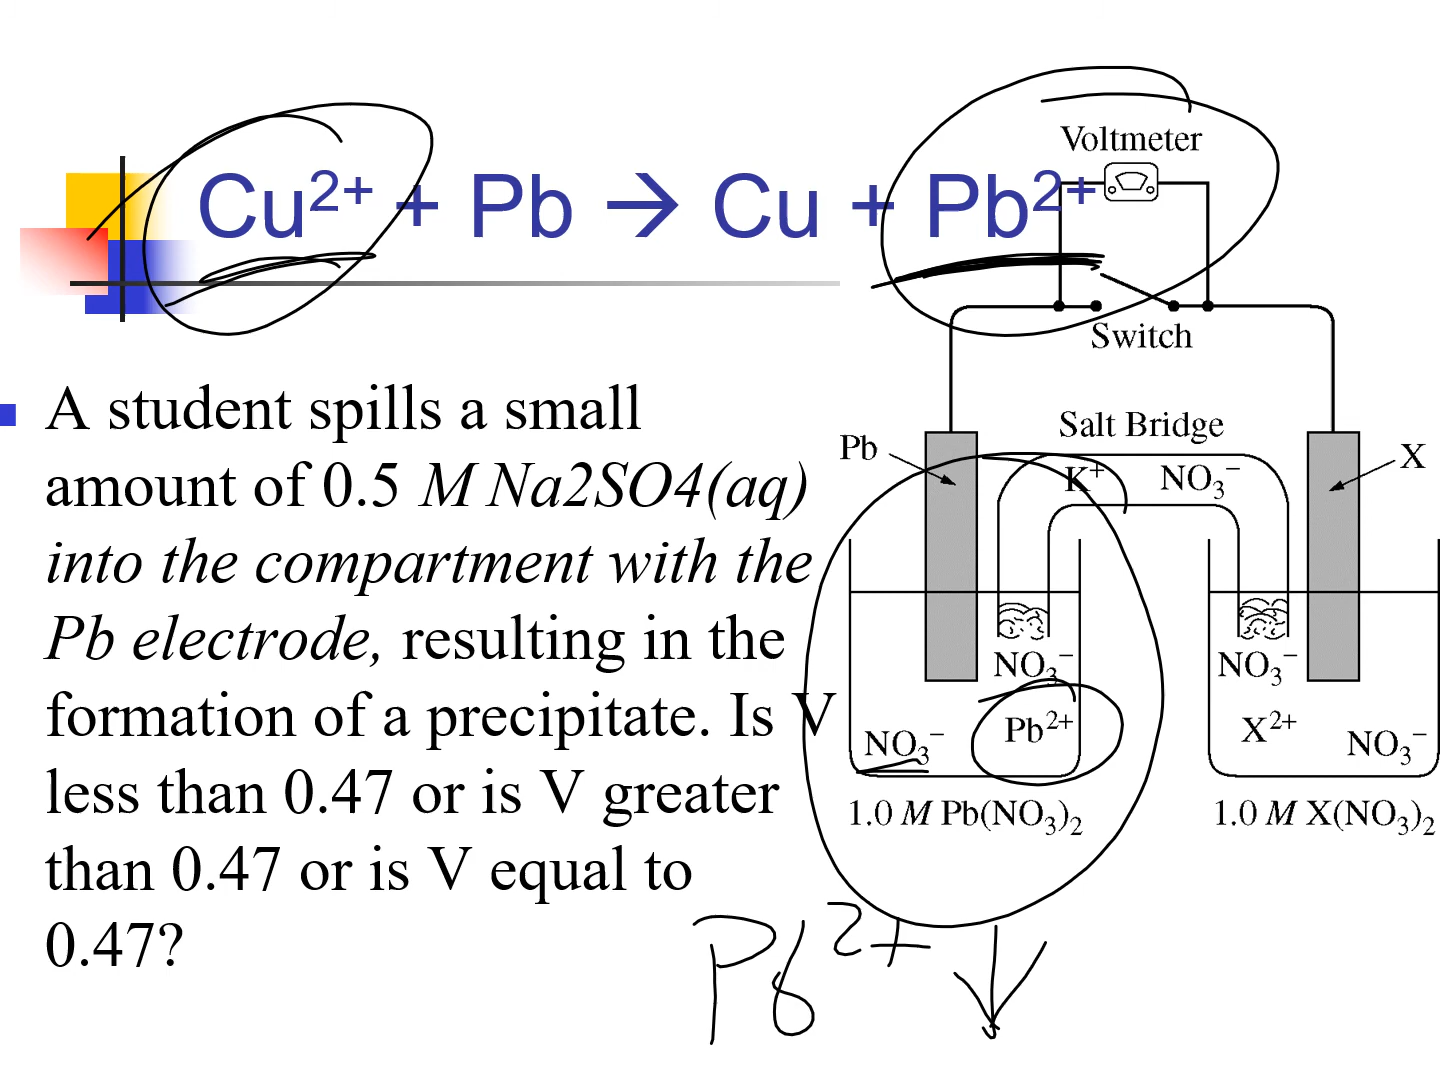 Cu²⁺ + Pb → Cu + Pb²⁺
Voltmeter
Switch
A student spills a small
amount of 0.5 M Na2SO4(aq)
into the compartment with the
Pb electrode, resulting in the
formation of a precipitate. Is V
less than 0.47 or is V greater
than 0.47 or is V equal to
0.47?
Salt Bridge
Pb
K⁺ NO₃⁻
X
NO₃⁻
NO₃⁻
NO₃⁻ Pb²⁺
X²⁺ NO₃⁻
1.0 M Pb(NO₃)₂
1.0 M X(NO₃)₂
Pb²⁺ ↓